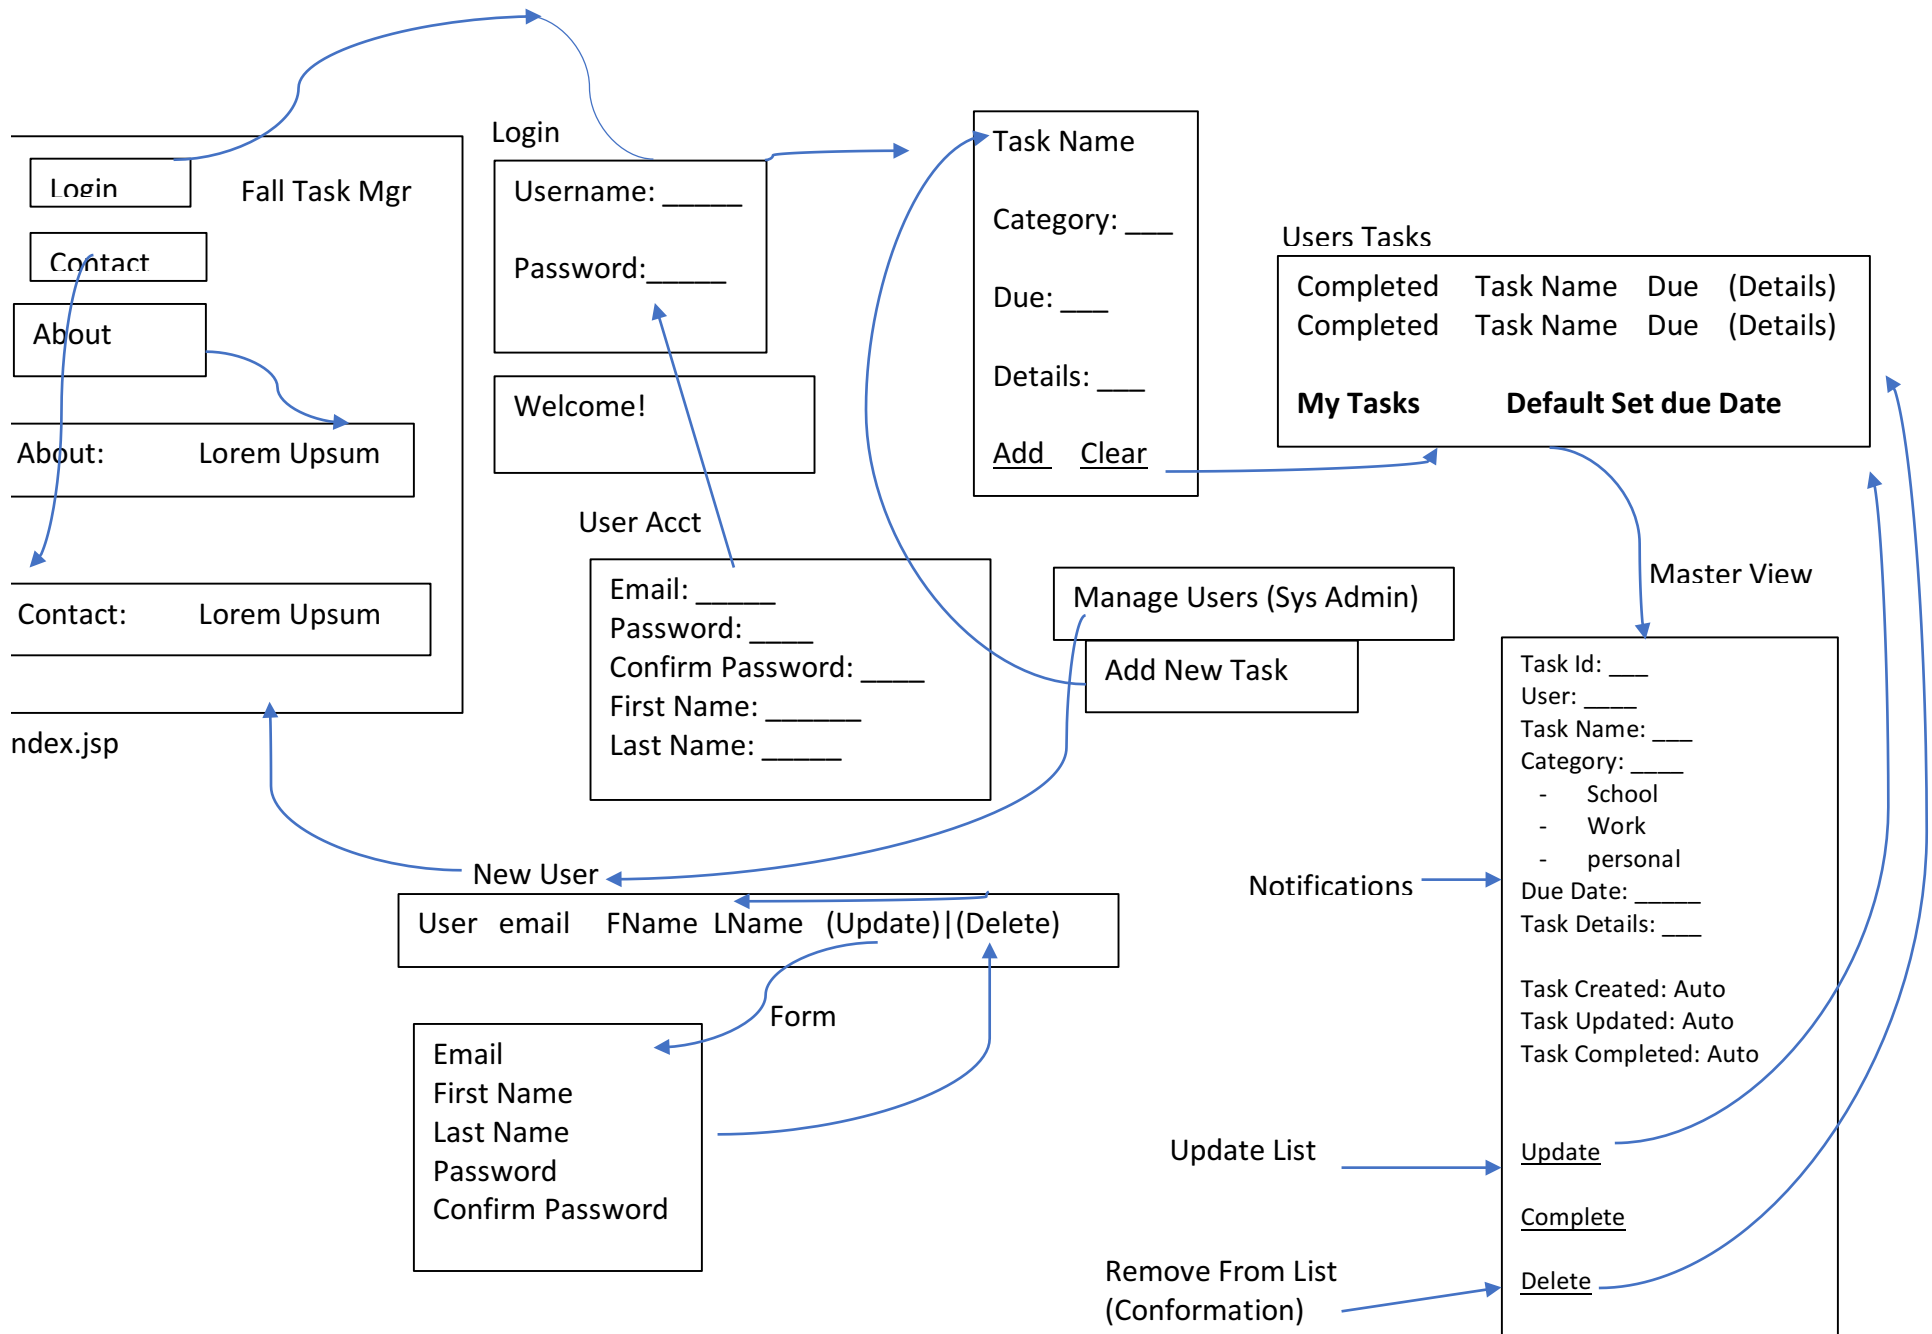 Login
Fall Task Mgr
Contact
About
About: Lorem Upsum
Contact: Lorem Upsum
ndex.jsp
Login
Username: _____
Password:_____
Welcome!
User Acct
Email: _____
Password: ____
Confirm Password: ____
First Name: ______
Last Name: _____
Task Name
Category: ___
Due: ___
Details: ___
Add Clear
Users Tasks
Completed Task Name Due (Details)
Completed Task Name Due (Details)
My Tasks Default Set due Date
Manage Users (Sys Admin)
Add New Task
Master View
Task Id: ___
User: ____
Task Name: ___
Category: ____
- School
- Work
- personal
Due Date: _____
Task Details: ___
Task Created: Auto
Task Updated: Auto
Task Completed: Auto
Update
Complete
Delete
Notifications
Update List
Remove From List
(Conformation)
New User
User email FName LName (Update)|(Delete)
Form
Email
First Name
Last Name
Password
Confirm Password